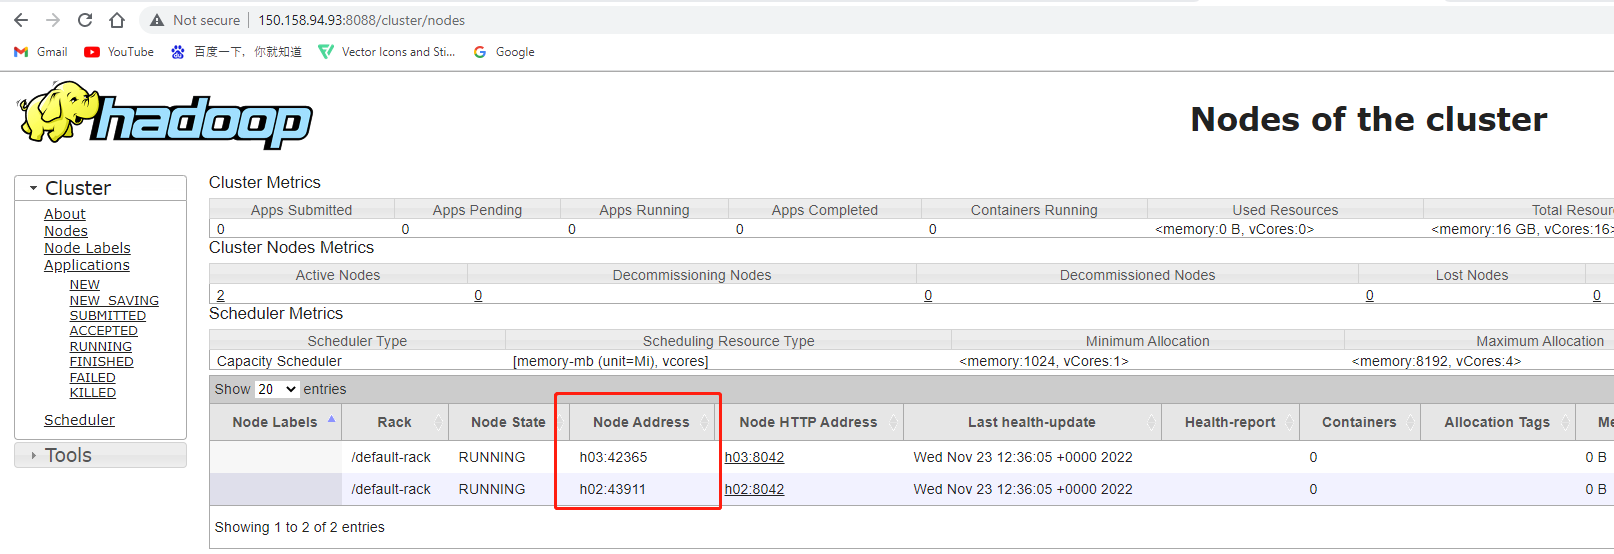 Not secure 150.158.94.93:8088/cluster/nodes
Gmail YouTube 百度一下，你就知道 Vector Icons and Sti... Google
hadoop
Nodes of the cluster
Cluster
About
Nodes
Node Labels
Applications
NEW
NEW_SAVING
SUBMITTED
ACCEPTED
RUNNING
FINISHED
FAILED
KILLED
Scheduler
Tools
Cluster Metrics
Apps Submitted Apps Pending Apps Running Apps Completed Containers Running Used Resources Total Resour
0 0 0 0 0 <memory:0 B, vCores:0> <memory:16 GB, vCores:16>
Cluster Nodes Metrics
Active Nodes Decommissioning Nodes Decommissioned Nodes Lost Nodes
2 0 0 0 0
Scheduler Metrics
Scheduler Type Scheduling Resource Type Minimum Allocation Maximum Allocation
Capacity Scheduler [memory-mb (unit=Mi), vcores] <memory:1024, vCores:1> <memory:8192, vCores:4>
Show 20 entries
Node Labels Rack Node State Node Address Node HTTP Address Last health-update Health-report Containers Allocation Tags Me
/default-rack RUNNING h03:42365 h03:8042 Wed Nov 23 12:36:05 +0000 2022 0 0 B
/default-rack RUNNING h02:43911 h02:8042 Wed Nov 23 12:36:05 +0000 2022 0 0 B
Showing 1 to 2 of 2 entries